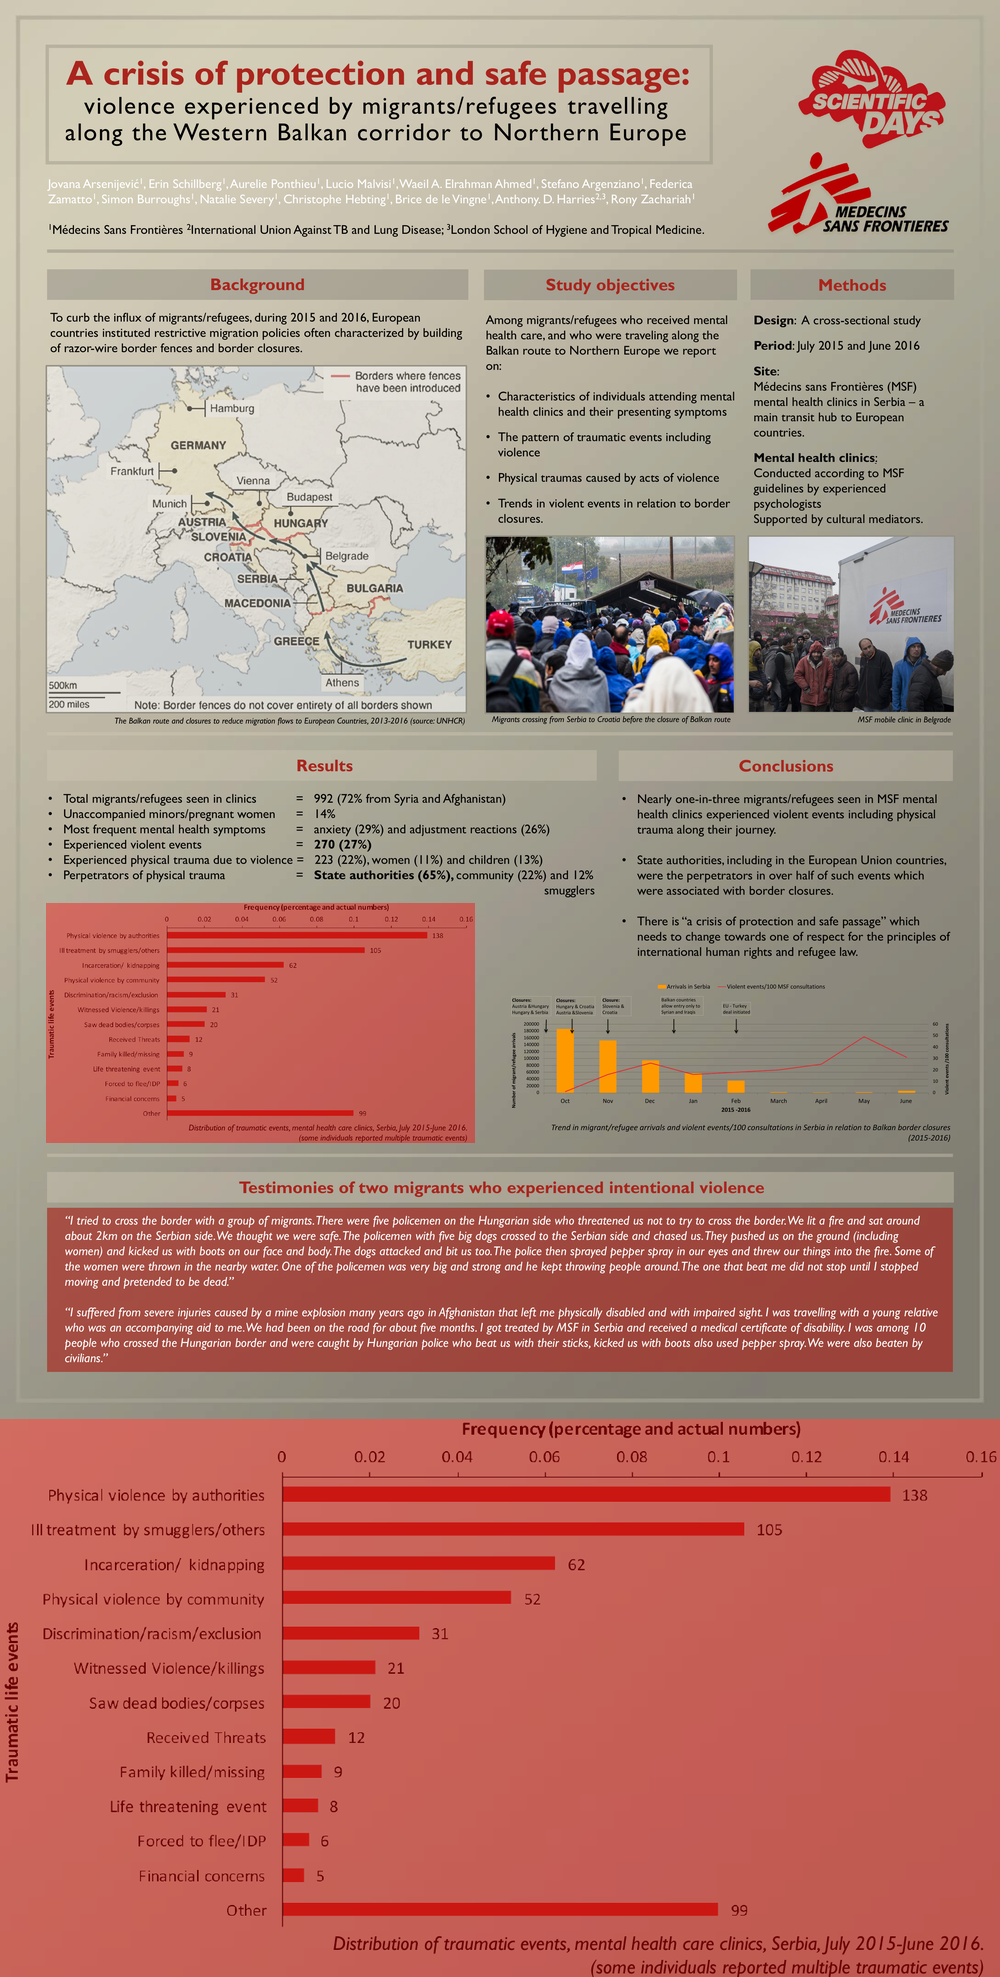 A crisis of protection and safe passage:
violence experienced by migrants/refugees travelling
along the Western Balkan corridor to Northern Europe
SCIENTIFIC
DAYS
MEDECINS
SANS FRONTIERES
Jovana Arsenijević¹, Erin Schillberg¹, Aurelie Ponthieu¹, Lucio Malvisi¹, Waeil A. Elrahman Ahmed¹, Stefano Argenziano¹, Federica
Zamatto¹, Simon Burroughs¹, Natalie Severy¹, Christophe Hebting¹, Brice de le Vingne¹, Anthony. D. Harries²,³, Rony Zachariah¹
¹Médecins Sans Frontières ²International Union Against TB and Lung Disease; ³London School of Hygiene and Tropical Medicine.
Background
To curb the influx of migrants/refugees, during 2015 and 2016, European
countries instituted restrictive migration policies often characterized by building
of razor-wire border fences and border closures.
Borders where fences
have been introduced
Hamburg
GERMANY
Frankfurt
Vienna
Munich
Budapest
AUSTRIA
HUNGARY
SLOVENIA
CROATIA
Belgrade
SERBIA
BULGARIA
MACEDONIA
GREECE
TURKEY
Athens
500km
200 miles
Note: Border fences do not cover entirety of all borders shown
The Balkan route and closures to reduce migration flows to European Countries, 2013-2016 (source: UNHCR)
Study objectives
Among migrants/refugees who received mental
health care, and who were traveling along the
Balkan route to Northern Europe we report
on:
• Characteristics of individuals attending mental
health clinics and their presenting symptoms
• The pattern of traumatic events including
violence
• Physical traumas caused by acts of violence
• Trends in violent events in relation to border
closures.
Migrants crossing from Serbia to Croatia before the closure of Balkan route
Methods
Design: A cross-sectional study
Period: July 2015 and June 2016
Site:
Médecins sans Frontières (MSF)
mental health clinics in Serbia – a
main transit hub to European
countries.
Mental health clinics;
Conducted according to MSF
guidelines by experienced
psychologists
Supported by cultural mediators.
MEDECINS
SANS FRONTIERES
MSF mobile clinic in Belgrade
Results
• Total migrants/refugees seen in clinics = 992 (72% from Syria and Afghanistan)
• Unaccompanied minors/pregnant women = 14%
• Most frequent mental health symptoms = anxiety (29%) and adjustment reactions (26%)
• Experienced violent events = 270 (27%)
• Experienced physical trauma due to violence = 223 (22%), women (11%) and children (13%)
• Perpetrators of physical trauma = State authorities (65%), community (22%) and 12%
smugglers
Frequency (percentage and actual numbers)
0 0.02 0.04 0.06 0.08 0.1 0.12 0.14 0.16
Traumatic life events
Physical violence by authorities 138
Ill treatment by smugglers/others 105
Incarceration/ kidnapping 62
Physical violence by community 52
Discrimination/racism/exclusion 31
Witnessed Violence/killings 21
Saw dead bodies/corpses 20
Received Threats 12
Family killed/missing 9
Life threatening event 8
Forced to flee/IDP 6
Financial concerns 5
Other 99
Distribution of traumatic events, mental health care clinics, Serbia, July 2015-June 2016.
(some individuals reported multiple traumatic events)
Conclusions
• Nearly one-in-three migrants/refugees seen in MSF mental
health clinics experienced violent events including physical
trauma along their journey.
• State authorities, including in the European Union countries,
were the perpetrators in over half of such events which
were associated with border closures.
• There is “a crisis of protection and safe passage” which
needs to change towards one of respect for the principles of
international human rights and refugee law.
Arrivals in Serbia Violent events/100 MSF consultations
Closures:
Austria &Hungary
Hungary & Serbia
Closures:
Hungary & Croatia
Austria &Slovenia
Closure:
Slovenia &
Croatia
Balkan countries
allow entry only to
Syrian and Iraqis
EU - Turkey
deal initiated
Number of migrant/refugee arrivals
200000
180000
160000
140000
120000
100000
80000
60000
40000
20000
0
60
50
40
30
20
10
0
Violent events/100 consultations
Oct Nov Dec Jan Feb March April May June
2015 -2016
Trend in migrant/refugee arrivals and violent events/100 consultations in Serbia in relation to Balkan border closures
(2015-2016)
Testimonies of two migrants who experienced intentional violence
“I tried to cross the border with a group of migrants. There were five policemen on the Hungarian side who threatened us not to try to cross the border. We lit a fire and sat around
about 2km on the Serbian side. We thought we were safe. The policemen with five big dogs crossed to the Serbian side and chased us. They pushed us on the ground (including
women) and kicked us with boots on our face and body. The dogs attacked and bit us too. The police then sprayed pepper spray in our eyes and threw our things into the fire. Some of
the women were thrown in the nearby water. One of the policemen was very big and strong and he kept throwing people around. The one that beat me did not stop until I stopped
moving and pretended to be dead.”
“I suffered from severe injuries caused by a mine explosion many years ago in Afghanistan that left me physically disabled and with impaired sight. I was travelling with a young relative
who was an accompanying aid to me. We had been on the road for about five months. I got treated by MSF in Serbia and received a medical certificate of disability. I was among 10
people who crossed the Hungarian border and were caught by Hungarian police who beat us with their sticks, kicked us with boots also used pepper spray. We were also beaten by
civilians.”
Frequency (percentage and actual numbers)
0 0.02 0.04 0.06 0.08 0.1 0.12 0.14 0.16
Traumatic life events
Physical violence by authorities 138
Ill treatment by smugglers/others 105
Incarceration/ kidnapping 62
Physical violence by community 52
Discrimination/racism/exclusion 31
Witnessed Violence/killings 21
Saw dead bodies/corpses 20
Received Threats 12
Family killed/missing 9
Life threatening event 8
Forced to flee/IDP 6
Financial concerns 5
Other 99
Distribution of traumatic events, mental health care clinics, Serbia, July 2015-June 2016.
(some individuals reported multiple traumatic events)